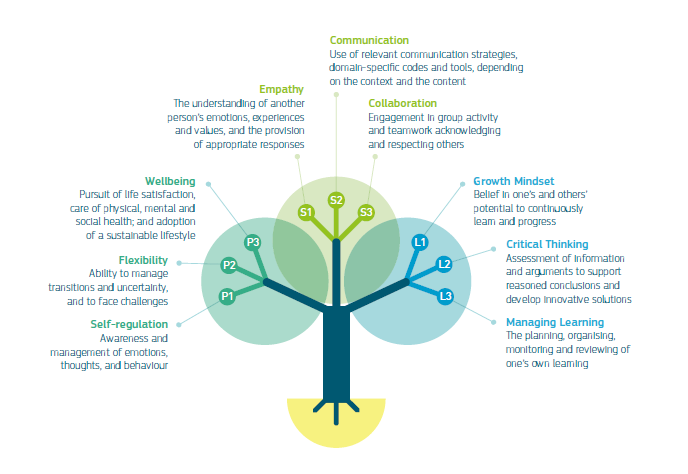 Communication
Use of relevant communication strategies,
domain-specific codes and tools, depending
on the context and the content
Empathy
The understanding of another
person's emotions, experiences
and values, and the provision
of appropriate responses
Collaboration
Engagement in group activity
and teamwork acknowledging
and respecting others
Wellbeing
Pursuit of life satisfaction,
care of physical, mental and
social health; and adoption
of a sustainable lifestyle
Flexibility
Ability to manage
transitions and uncertainty,
and to face challenges
Self-regulation
Awareness and
management of emotions,
thoughts, and behaviour
P3
P2
P1
S1
S2
S3
L1
L2
L3
Growth Mindset
Belief in one's and others'
potential to continuously
learn and progress
Critical Thinking
Assessment of information
and arguments to support
reasoned conclusions and
develop innovative solutions
Managing Learning
The planning, organising,
monitoring and reviewing of
one's own learning